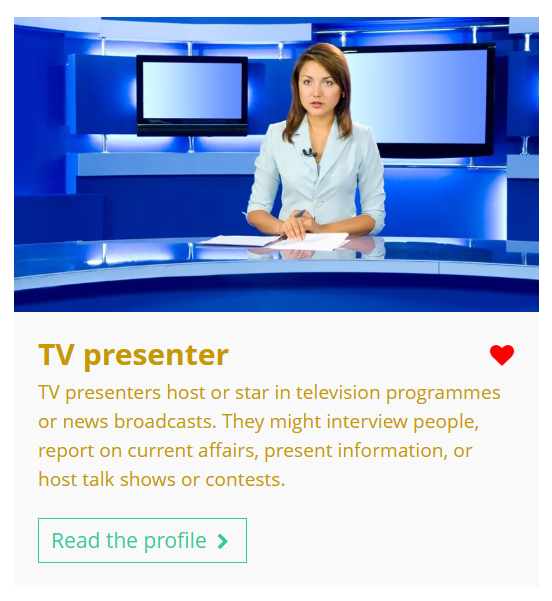 TV presenter
TV presenters host or star in television programmes
or news broadcasts. They might interview people,
report on current affairs, present information, or
host talk shows or contests.
Read the profile